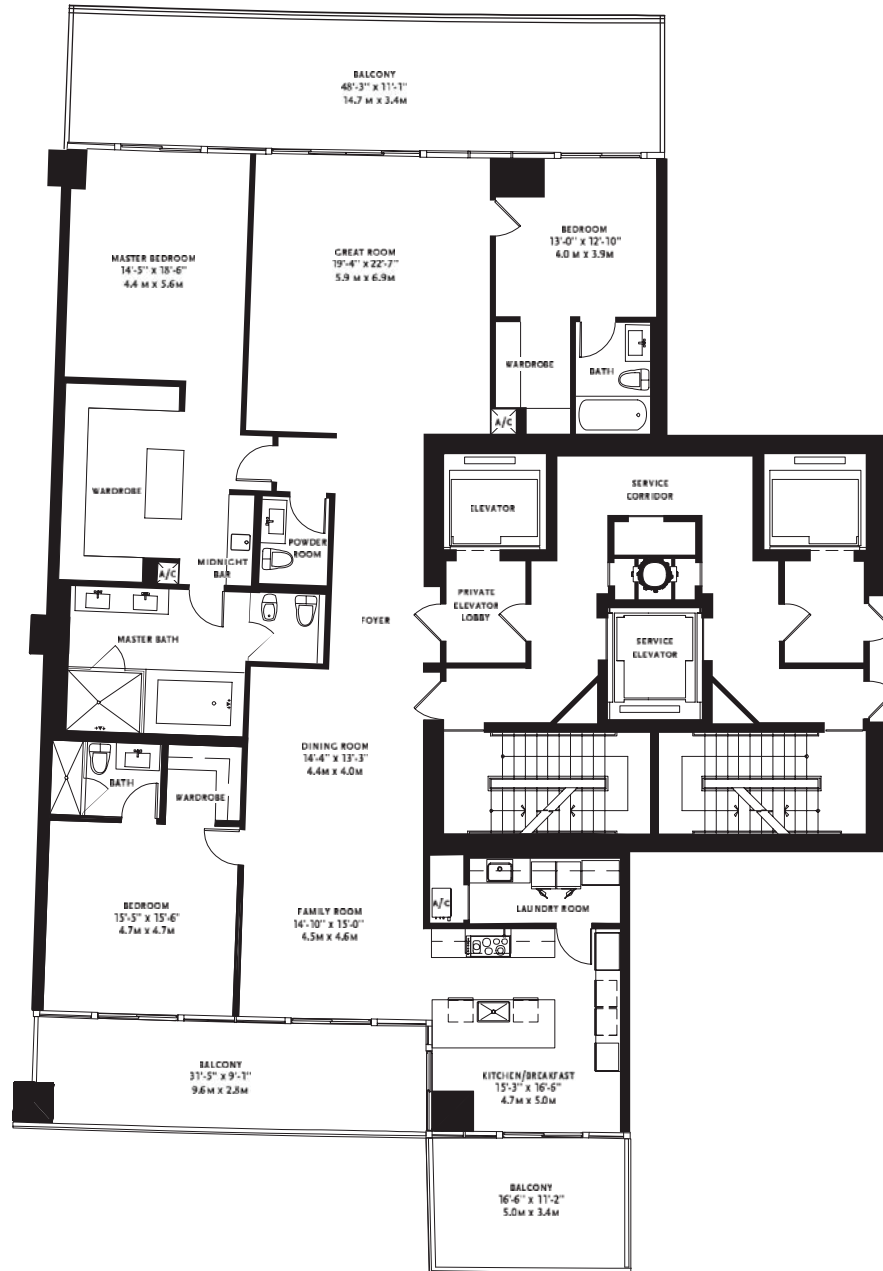 BALCONY
48'-3" x 11'-1"
14.7 M x 3.4M
MASTER BEDROOM
14'-5" x 18'-6"
4.4 M x 5.6M
GREAT ROOM
19'-4" x 22'-7"
5.9 M x 6.9M
BEDROOM
13'-0" x 12'-10"
4.0 M x 3.9M
WARDROBE
BATH
A/C
WARDROBE
ELEVATOR
SERVICE
CORRIDOR
POWDER
ROOM
MIDNIGHT
BAR
A/C
PRIVATE
ELEVATOR
LOBBY
FOYER
MASTER BATH
SERVICE
ELEVATOR
DINING ROOM
14'-4" x 13'-3"
4.4M x 4.0M
BATH
WARDROBE
A/C
LAUNDRY ROOM
BEDROOM
15'-5" x 15'-6"
4.7M x 4.7M
FAMILY ROOM
14'-10" x 15'-0"
4.5M x 4.6M
BALCONY
31'-5" x 9'-1"
9.6M x 2.8M
KITCHEN/BREAKFAST
15'-3" x 16'-6"
4.7M x 5.0M
BALCONY
16'-6" x 11'-2"
5.0M x 3.4M